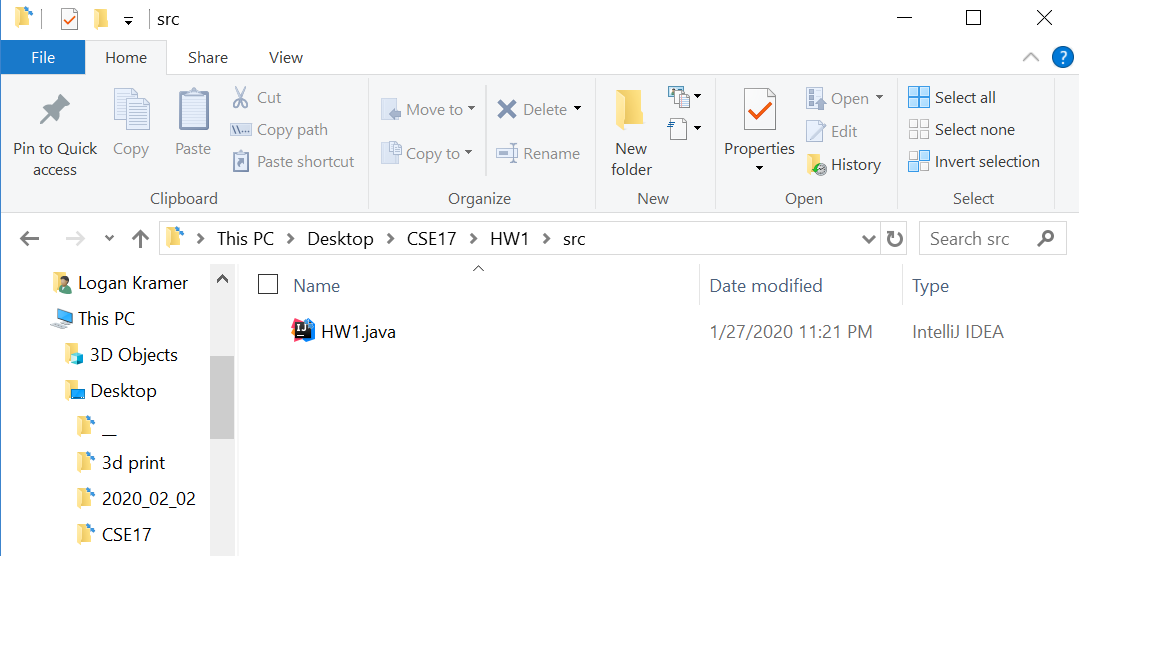 src
File Home Share View
Pin to Quick access
Copy
Paste
Cut
Copy path
Paste shortcut
Clipboard
Move to
Copy to
Delete
Rename
Organize
New folder
New
Properties
Open
Edit
History
Open
Select all
Select none
Invert selection
Select
This PC Desktop CSE17 HW1 src
Search src
Logan Kramer
This PC
3D Objects
Desktop
__
3d print
2020_02_02
CSE17
Name Date modified Type
IJ
HW1.java 1/27/2020 11:21 PM IntelliJ IDEA